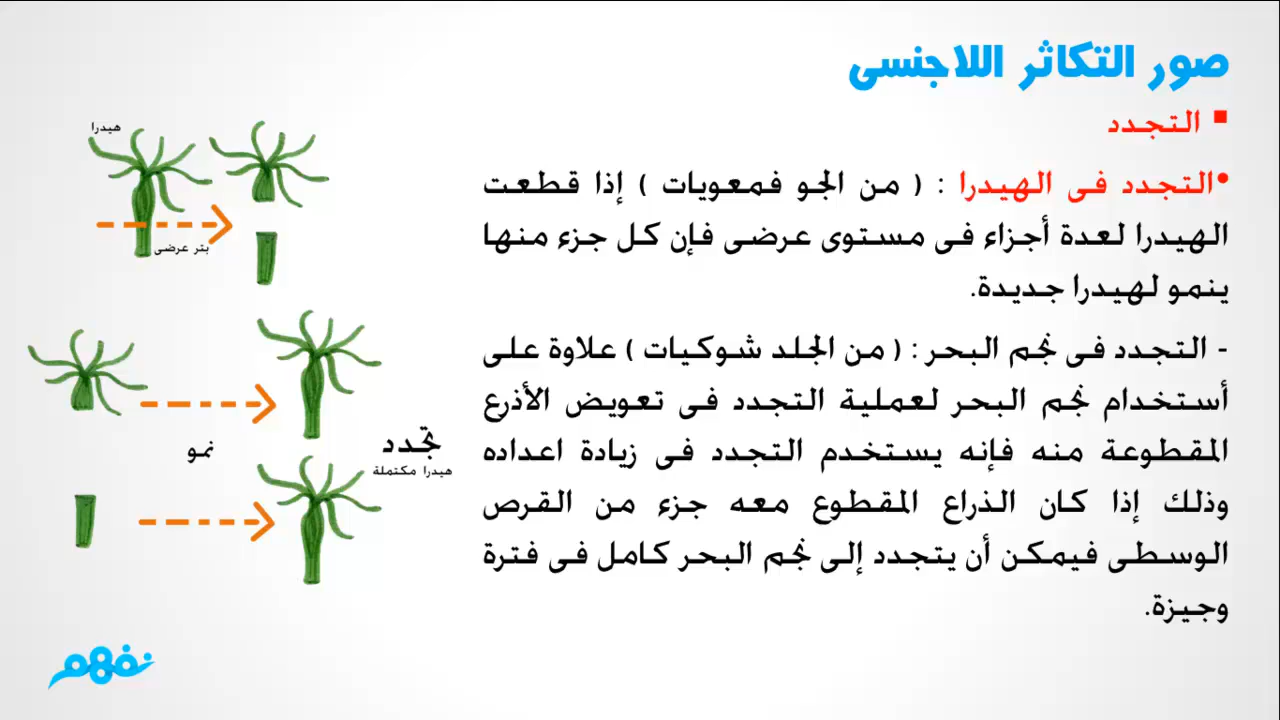 صور التكاثر اللاجنسى
▪ التجدد
•التجدد فى الهيدرا : ( من الجو فمعويات ) إذا قطعت
الهيدرا لعدة أجزاء فى مستوى عرضى فإن كل جزء منها
ينمو لهيدرا جديدة.
- التجدد فى نجم البحر : ( من الجلد شوكيات ) علاوة على
أستخدام نجم البحر لعملية التجدد فى تعويض الأذرع
المقطوعة منه فإنه يستخدم التجدد فى زيادة اعداده
وذلك إذا كان الذراع المقطوع معه جزء من القرص
الوسطى فيمكن أن يتجدد إلى نجم البحر كامل فى فترة
وجيزة.
هيدرا
بتر عرضى
نمو
تجدد
هيدرا مكتملة
نفهم